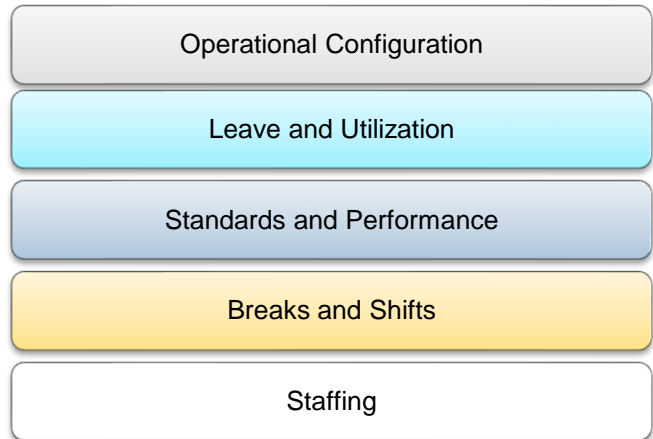 Operational Configuration
Leave and Utilization
Standards and Performance
Breaks and Shifts
Staffing